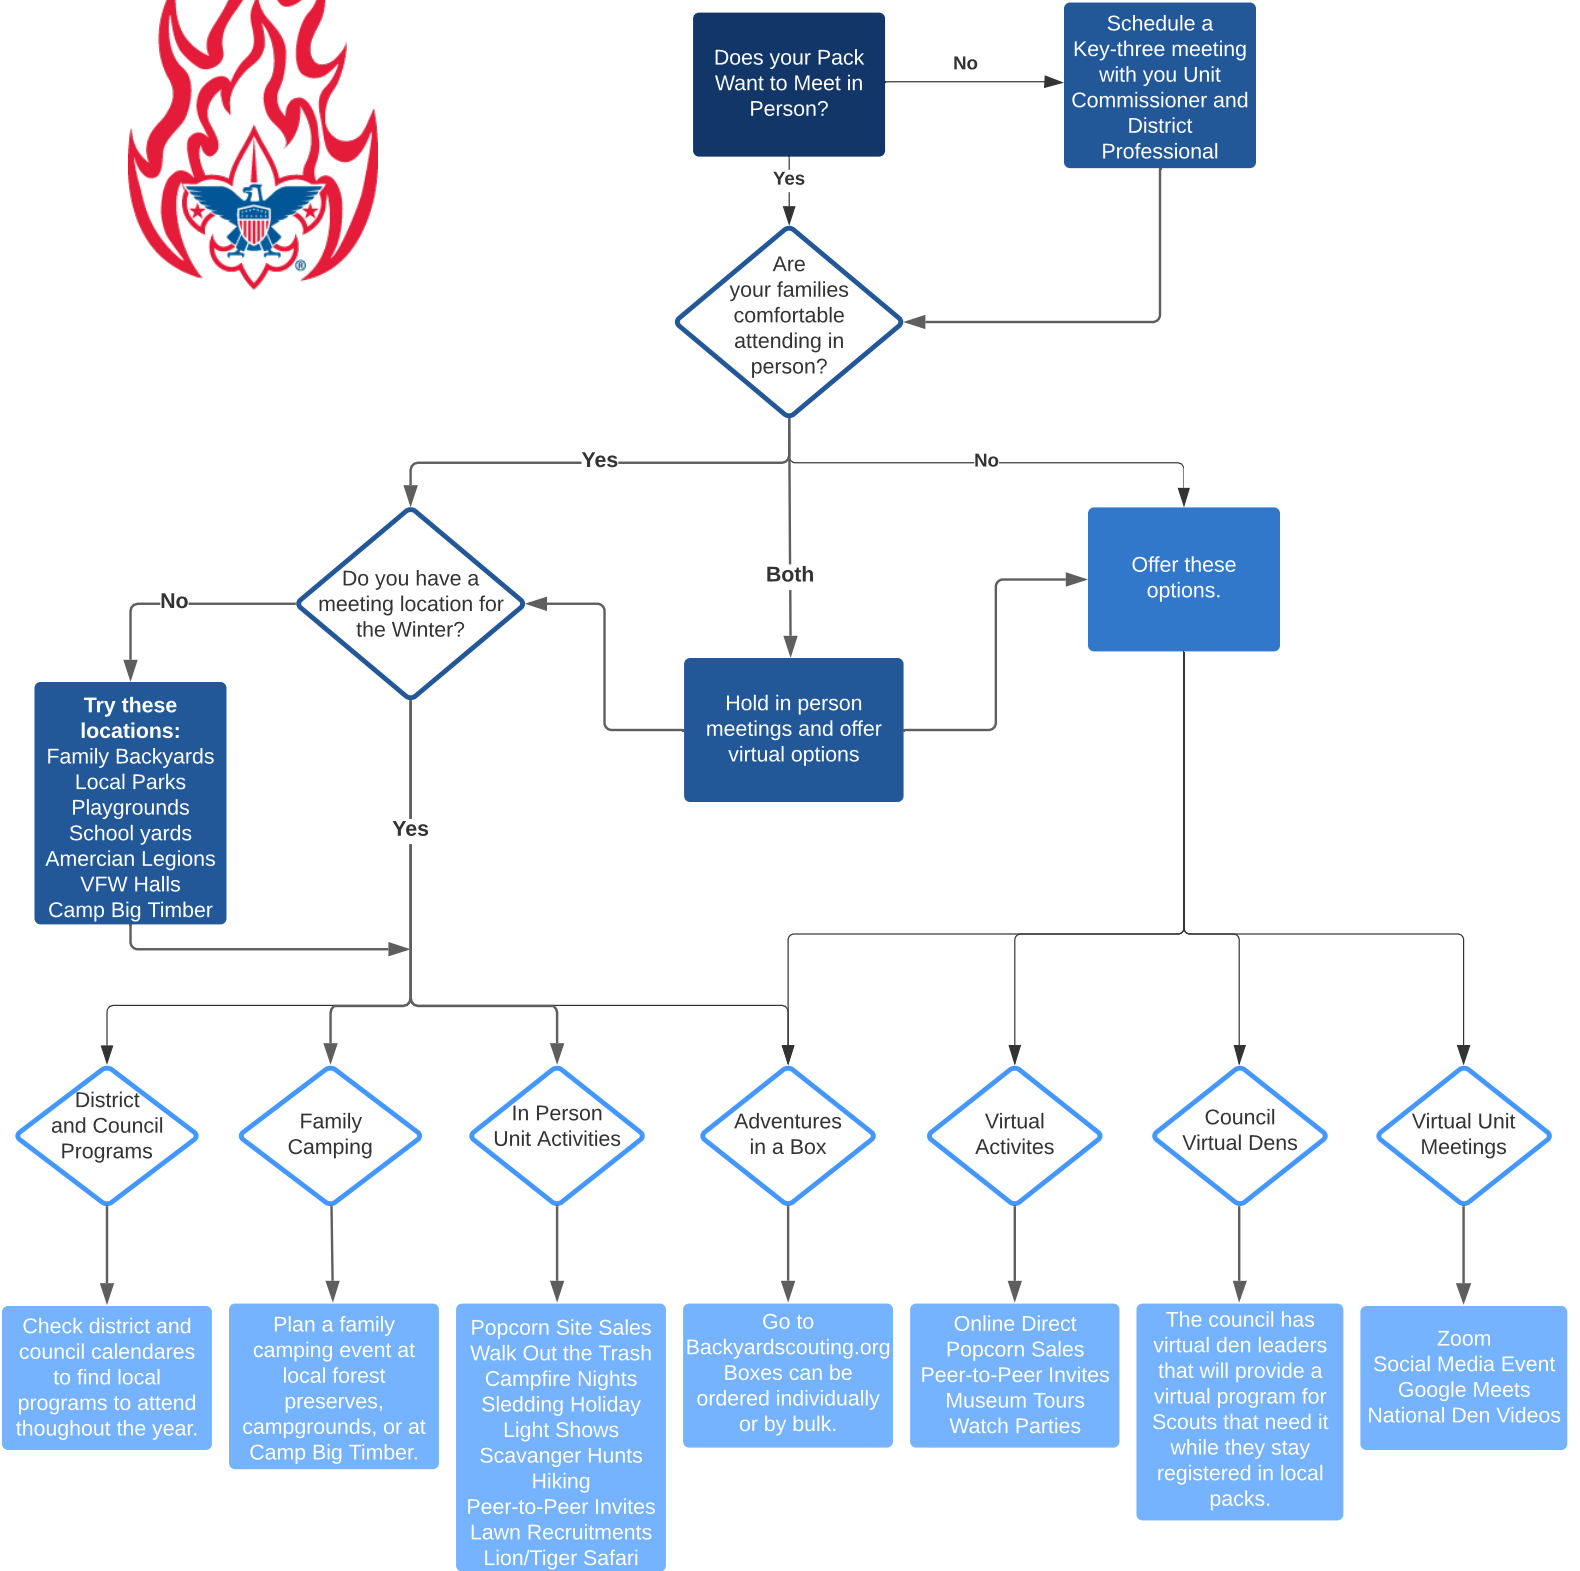 Does your Pack
Want to Meet in
Person?
No
Schedule a
Key-three meeting
with you Unit
Commissioner and
District
Professional
Yes
®
Are
your families
comfortable
attending in
person?
Yes
No
Both
Do you have a
meeting location for
the Winter?
Offer these
options.
No
Try these
locations:
Family Backyards
Local Parks
Playgrounds
School yards
Amercian Legions
VFW Halls
Camp Big Timber
Hold in person
meetings and offer
virtual options
Yes
District
and Council
Programs
Family
Camping
In Person
Unit Activities
Adventures
in a Box
Virtual
Activites
Council
Virtual Dens
Virtual Unit
Meetings
Check district and
council calendares
to find local
programs to attend
thoughout the year.
Plan a family
camping event at
local forest
preserves,
campgrounds, or at
Camp Big Timber.
Popcorn Site Sales
Walk Out the Trash
Campfire Nights
Sledding Holiday
Light Shows
Scavanger Hunts
Hiking
Peer-to-Peer Invites
Lawn Recruitments
Lion/Tiger Safari
Go to
Backyardscouting.org
Boxes can be
ordered individually
or by bulk.
Online Direct
Popcorn Sales
Peer-to-Peer Invites
Museum Tours
Watch Parties
The council has
virtual den leaders
that will provide a
virtual program for
Scouts that need it
while they stay
registered in local
packs.
Zoom
Social Media Event
Google Meets
National Den Videos